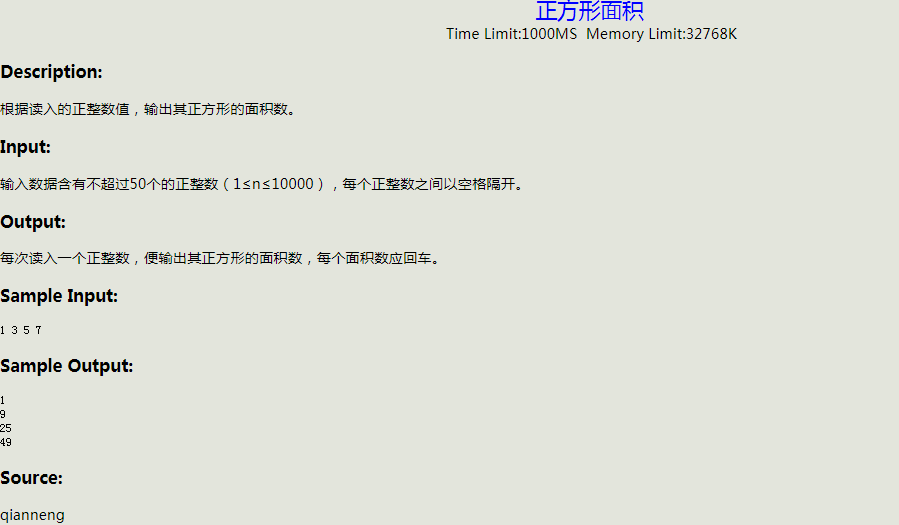 正方形面积
Time Limit:1000MS Memory Limit:32768K
Description:
根据读入的正整数值，输出其正方形的面积数。
Input:
输入数据含有不超过50个的正整数（1≤n≤10000），每个正整数之间以空格隔开。
Output:
每次读入一个正整数，便输出其正方形的面积数，每个面积数应回车。
Sample Input:
1 3 5 7
Sample Output:
1
9
25
49
Source:
qianneng